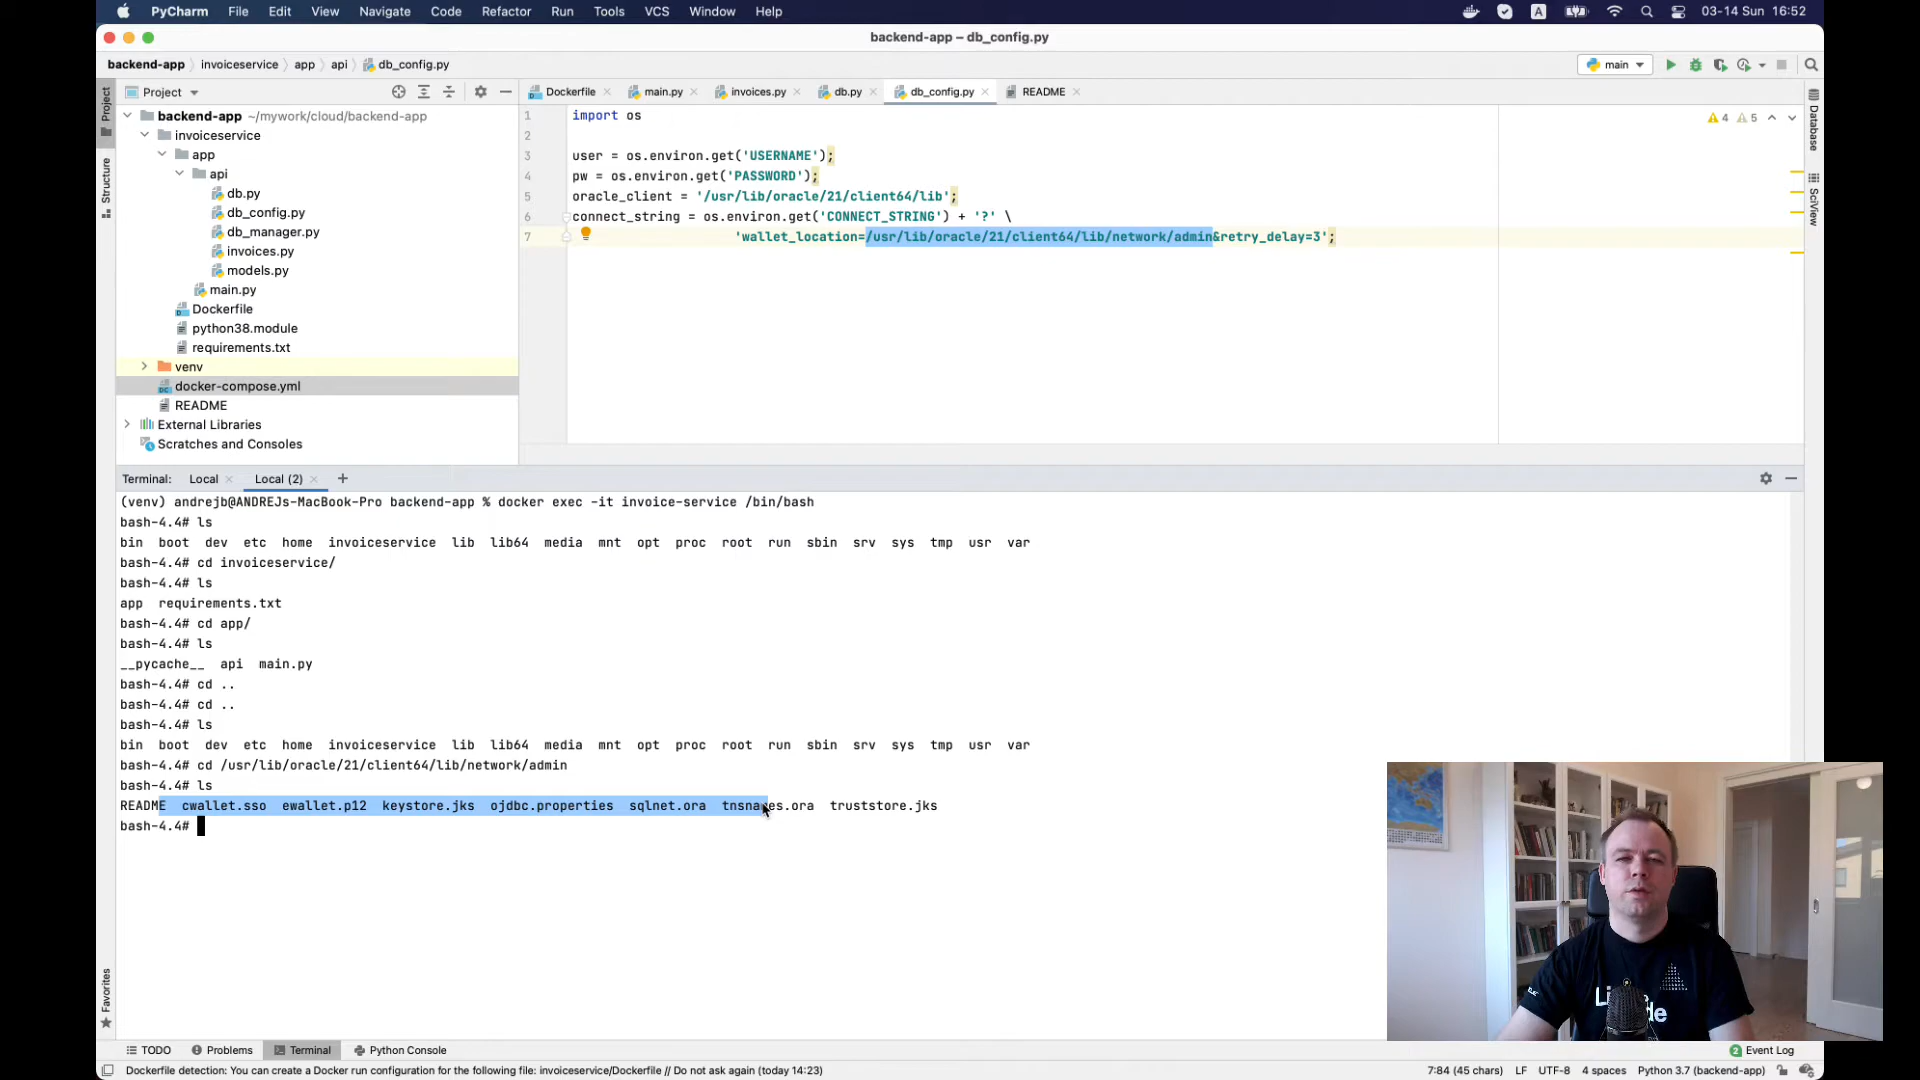 PyCharm File Edit View Navigate Code Refactor Run Tools VCS Window Help A 03-14 Sun 16:52
backend-app – db_config.py
backend-app invoiceservice app api db_config.py main
Project Project Dockerfile main.py invoices.py db.py db_config.py README
backend-app ~/mywork/cloud/backend-app
invoiceservice
app
api
db.py
db_config.py
db_manager.py
invoices.py
models.py
main.py
Dockerfile
python38.module
requirements.txt
venv
docker-compose.yml
README
External Libraries
Scratches and Consoles
Structure
1 import os
2
3 user = os.environ.get('USERNAME');
4 pw = os.environ.get('PASSWORD');
5 oracle_client = '/usr/lib/oracle/21/client64/lib';
6 connect_string = os.environ.get('CONNECT_STRING') + '?' \
7 'wallet_location=/usr/lib/oracle/21/client64/lib/network/admin&retry_delay=3';
4 5
Database
SciView
Terminal: Local Local (2)
(venv) andrejb@ANDREJs-MacBook-Pro backend-app % docker exec -it invoice-service /bin/bash
bash-4.4# ls
bin boot dev etc home invoiceservice lib lib64 media mnt opt proc root run sbin srv sys tmp usr var
bash-4.4# cd invoiceservice/
bash-4.4# ls
app requirements.txt
bash-4.4# cd app/
bash-4.4# ls
__pycache__ api main.py
bash-4.4# cd ..
bash-4.4# cd ..
bash-4.4# ls
bin boot dev etc home invoiceservice lib lib64 media mnt opt proc root run sbin srv sys tmp usr var
bash-4.4# cd /usr/lib/oracle/21/client64/lib/network/admin
bash-4.4# ls
README cwallet.sso ewallet.p12 keystore.jks ojdbc.properties sqlnet.ora tnsnames.ora truststore.jks
bash-4.4#
Favorites
TODO Problems Terminal Python Console 2 Event Log
Dockerfile detection: You can create a Docker run configuration for the following file: invoiceservice/Dockerfile // Do not ask again (today 14:23) 7:84 (45 chars) LF UTF-8 4 spaces Python 3.7 (backend-app)